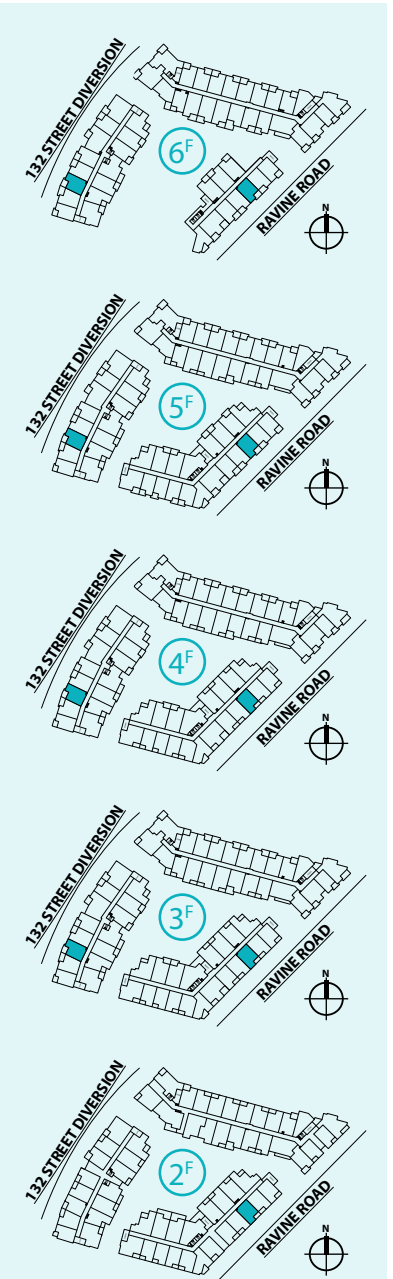 132 STREET DIVERSION
6F
RAVINE ROAD
N
132 STREET DIVERSION
5F
RAVINE ROAD
N
132 STREET DIVERSION
4F
RAVINE ROAD
N
132 STREET DIVERSION
3F
RAVINE ROAD
N
132 STREET DIVERSION
2F
RAVINE ROAD
N